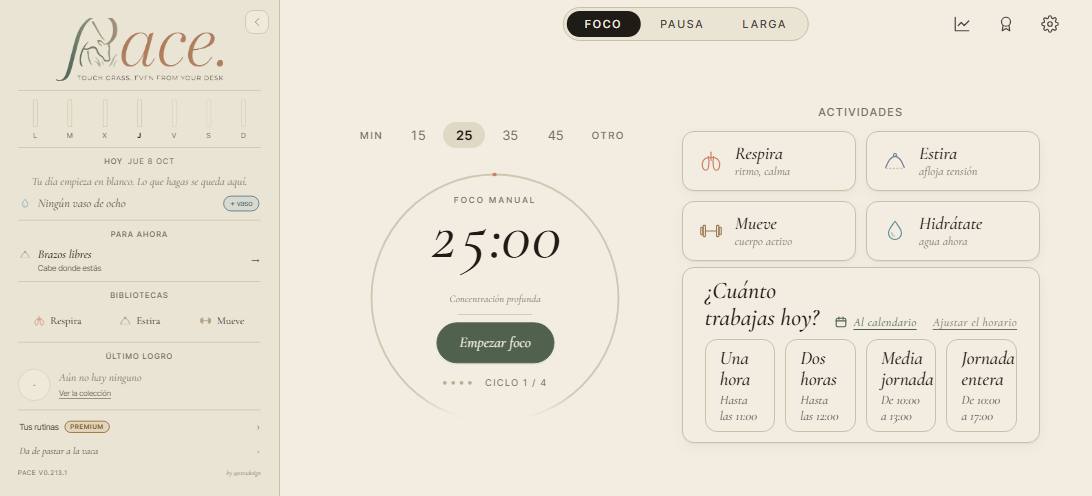 Pace.
TOUCH GRASS. EVEN FROM YOUR DESK
L M X J V S D
HOY JUE 8 OCT
Tu día empieza en blanco. Lo que hagas se queda aquí.
Ningún vaso de ocho
+ vaso
PARA AHORA
Brazos libres →
Cabe donde estás
BIBLIOTECAS
Respira Estira Mueve
ÚLTIMO LOGRO
Aún no hay ninguno
Ver la colección
Tus rutinas PREMIUM ›
Da de pastar a la vaca ›
PACE V0.213.1
FOCO PAUSA LARGA
MIN 15 25 35 45 OTRO
FOCO MANUAL
25:00
Concentración profunda
Empezar foco
CICLO 1 / 4
ACTIVIDADES
Respira
ritmo, calma
Estira
afloja tensión
Mueve
cuerpo activo
Hidrátate
agua ahora
¿Cuánto
trabajas hoy?
Al calendario Ajustar el horario
Una
hora
Hasta
las 11:00
Dos
horas
Hasta
las 12:00
Media
jornada
De 10:00
a 13:00
Jornada
entera
De 10:00
a 17:00